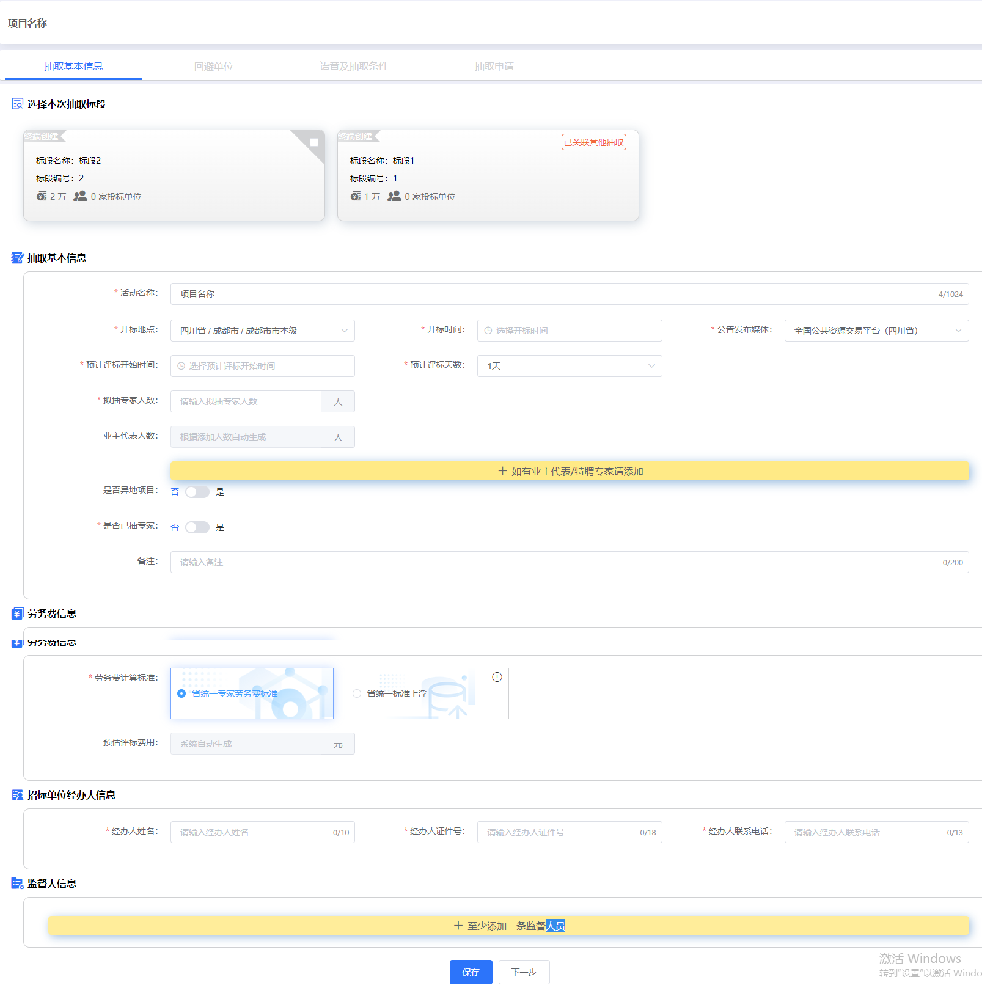 项目名称
抽取基本信息 回避单位 语音及抽取条件 抽取申请
选择本次抽取标段
终端创建
标段名称：标段2
标段编号：2
2 万 0 家投标单位
终端创建 已关联其他抽取
标段名称：标段1
标段编号：1
1 万 0 家投标单位
抽取基本信息
* 活动名称： 项目名称 4/1024
* 开标地点： 四川省 / 成都市 / 成都市市本级 * 开标时间： 选择开标时间 * 公告发布媒体： 全国公共资源交易平台（四川省）
* 预计评标开始时间： 选择预计评标开始时间 * 预计评标天数： 1天
* 拟抽专家人数： 请输入拟抽专家人数 人
业主代表人数： 根据添加人数自动生成 人
+ 如有业主代表/特聘专家请添加
是否异地项目： 否 是
* 是否已抽专家： 否 是
备注： 请输入备注 0/200
劳务费信息
劳务费信息
* 劳务费计算标准： 省统一专家劳务费标准 省统一标准上浮
预估评标费用： 系统自动生成 元
招标单位经办人信息
* 经办人姓名： 请输入经办人姓名 0/10 * 经办人证件号： 请输入经办人证件号 0/18 * 经办人联系电话： 请输入经办人联系电话 0/13
监督人信息
+ 至少添加一条监督人员
保存 下一步
激活 Windows
转到"设置"以激活 Windo